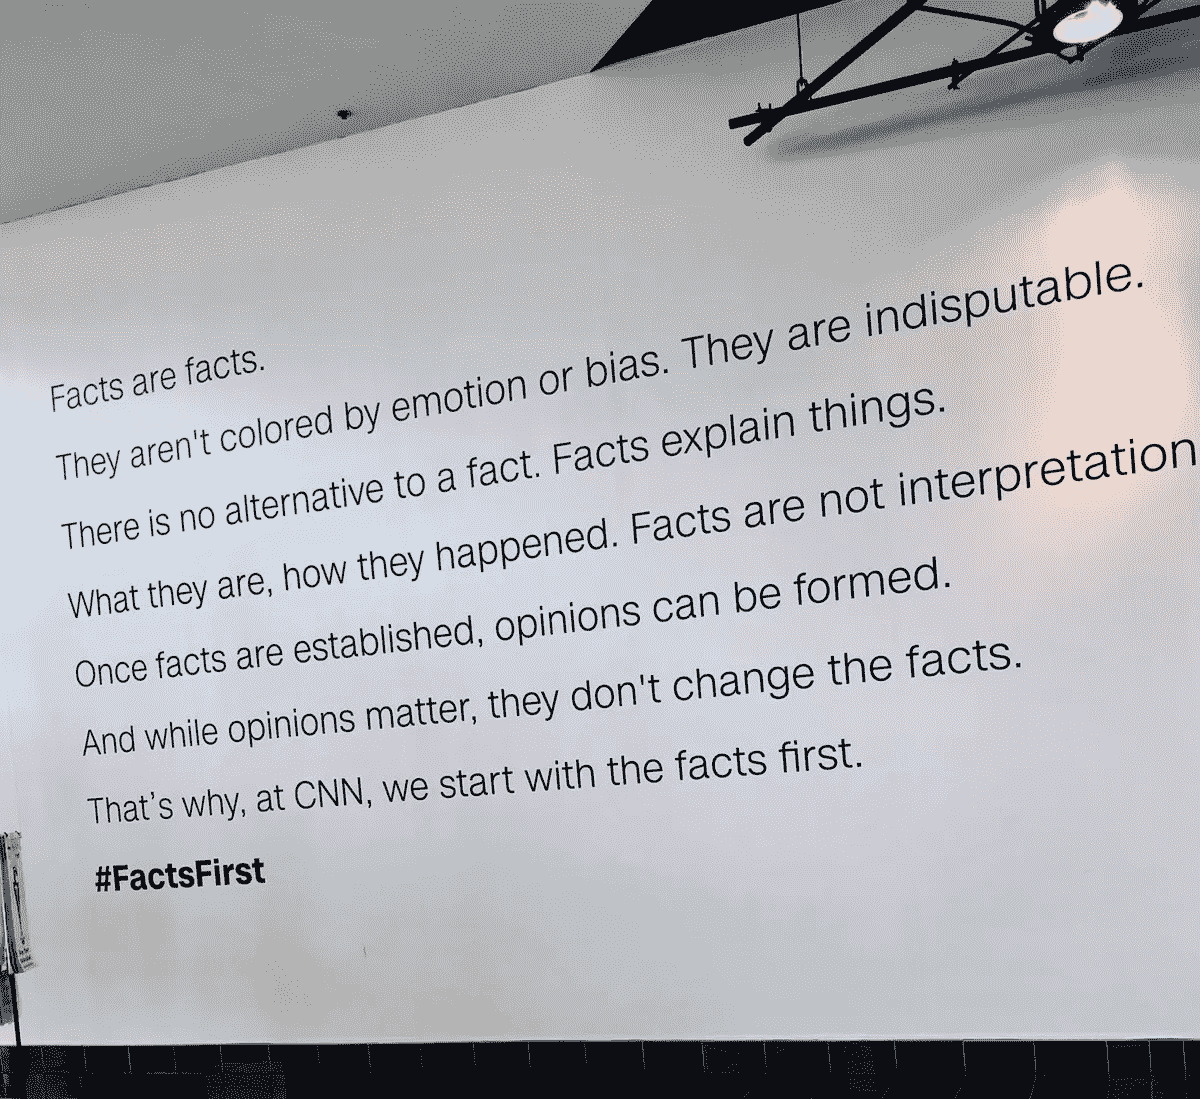 Facts are facts.
They aren't colored by emotion or bias. They are indisputable.
There is no alternative to a fact. Facts explain things.
What they are, how they happened. Facts are not interpretation
Once facts are established, opinions can be formed.
And while opinions matter, they don't change the facts.
That's why, at CNN, we start with the facts first.
#FactsFirst